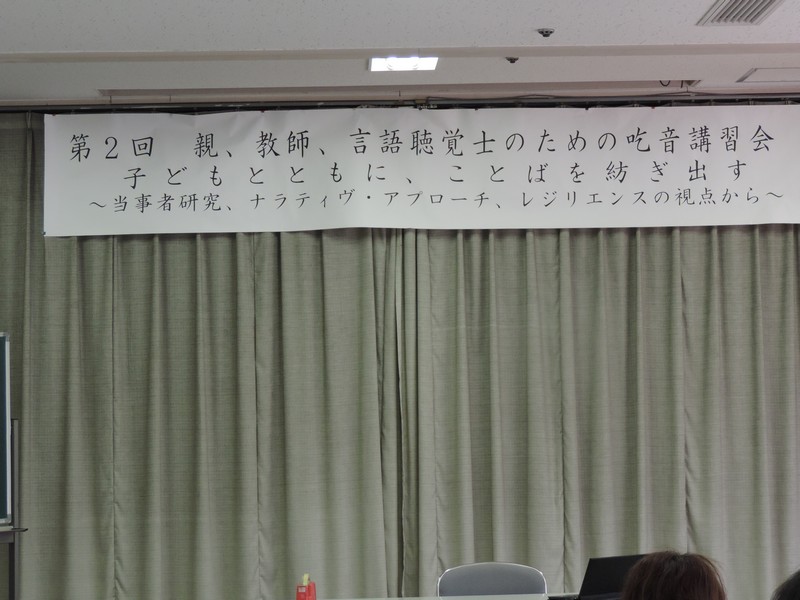 第2回 親、教師、言語聴覚士のための吃音講習会
子どもとともに、ことばを紡ぎ出す
～当事者研究、ナラティヴ・アプローチ、レジリエンスの視点から～